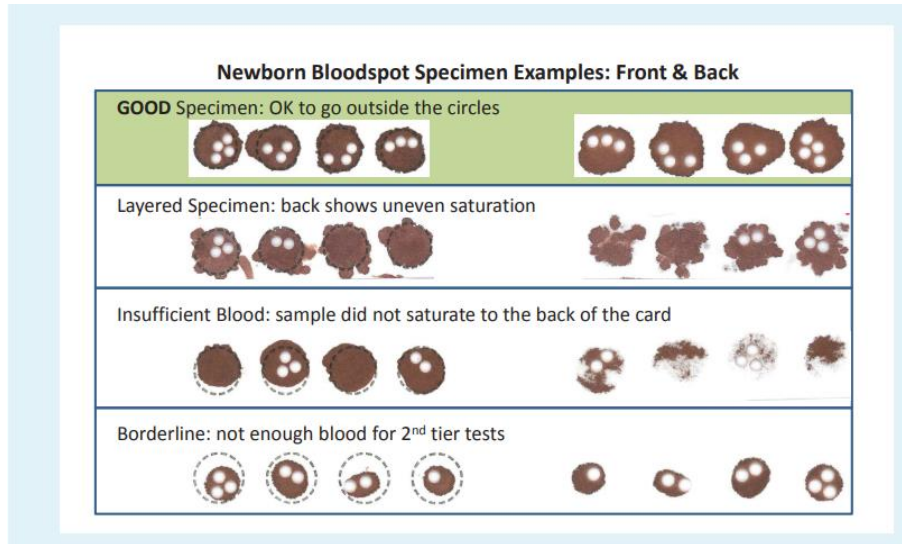 Newborn Bloodspot Specimen Examples: Front & Back
GOOD Specimen: OK to go outside the circles
Layered Specimen: back shows uneven saturation
Insufficient Blood: sample did not saturate to the back of the card
Borderline: not enough blood for 2nd tier tests